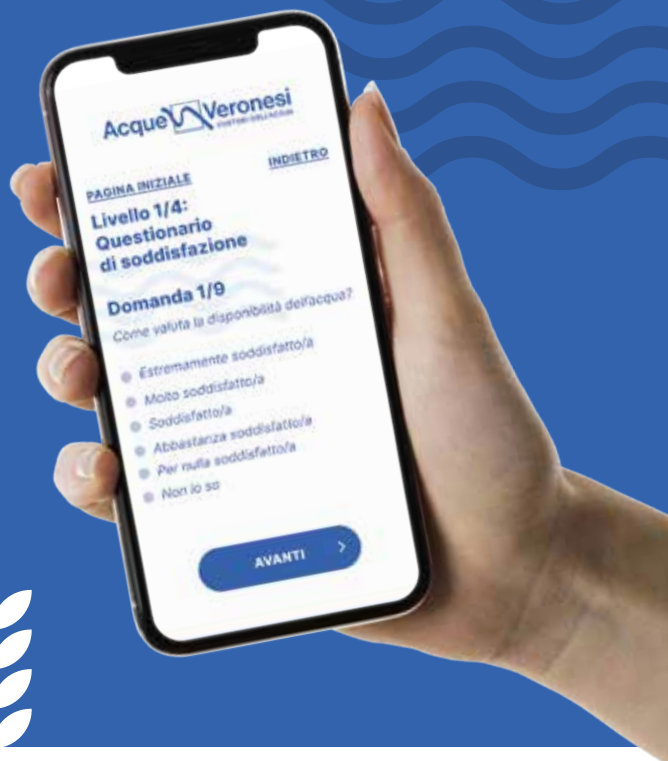 Acque Veronesi
PAGINA INIZIALE
INDIETRO
Livello 1/4:
Questionario
di soddisfazione
Domanda 1/9
Come valuta la disponibilità dell'acqua?
Estremamente soddisfatto/a
Molto soddisfatto/a
Soddisfatto/a
Abbastanza soddisfatto/a
Per nulla soddisfatto/a
Non lo so
AVANTI